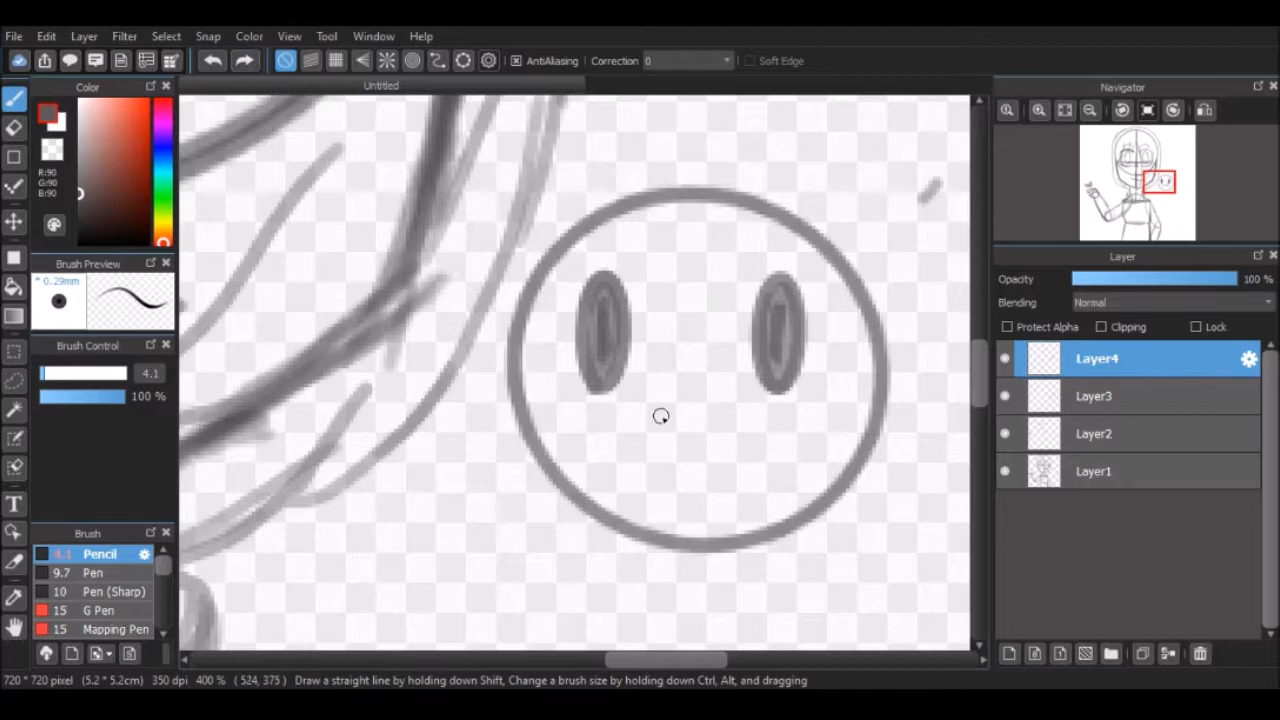 File Edit Layer Filter Select Snap Color View Tool Window Help
AntiAliasing Correction 0 Soft Edge
Color
Untitled
Navigator
R:90
G:90
B:90
Brush Preview
* 0.29mm
Layer
Opacity 100 %
Blending Normal
Protect Alpha Clipping Lock
Brush Control
4.1
100 %
Layer4
Layer3
Layer2
Layer1
Brush
4.1 Pencil
9.7 Pen
10 Pen (Sharp)
15 G Pen
15 Mapping Pen
720 * 720 pixel (5.2 * 5.2cm) 350 dpi 400 % ( 524, 375 ) Draw a straight line by holding down Shift, Change a brush size by holding down Ctrl, Alt, and dragging